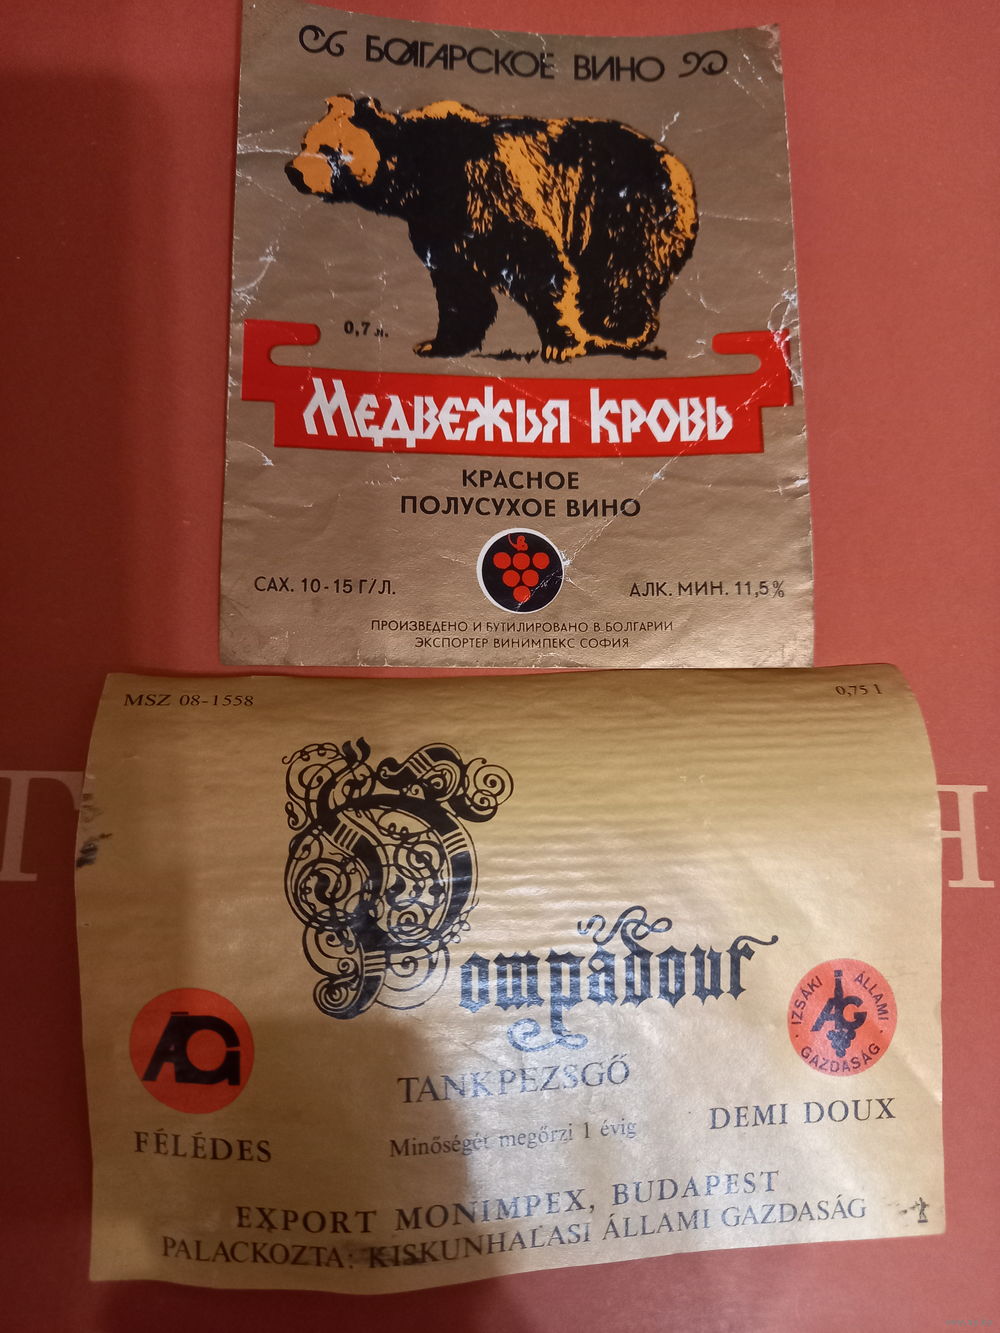 БОЛГАРСКОЕ ВИНО
0,7 л.
МЕДВЕЖЬЯ КРОВЬ
КРАСНОЕ
ПОЛУСУХОЕ ВИНО
САХ. 10-15 Г/Л.
АЛК. МИН. 11,5%
ПРОИЗВЕДЕНО И БУТИЛИРОВАНО В БОЛГАРИИ
ЭКСПОРТЕР ВИНИМПЕКС СОФИЯ
MSZ 08-1558
0,75 l
Pompadour
ÁG
IZSÁKI ÁLLAMI GAZDASÁG
ÁG
TANKPEZSGŐ
FÉLÉDES
Minőségét megőrzi 1 évig
DEMI DOUX
EXPORT MONIMPEX, BUDAPEST
PALACKOZTA: KISKUNHALASI ÁLLAMI GAZDASÁG